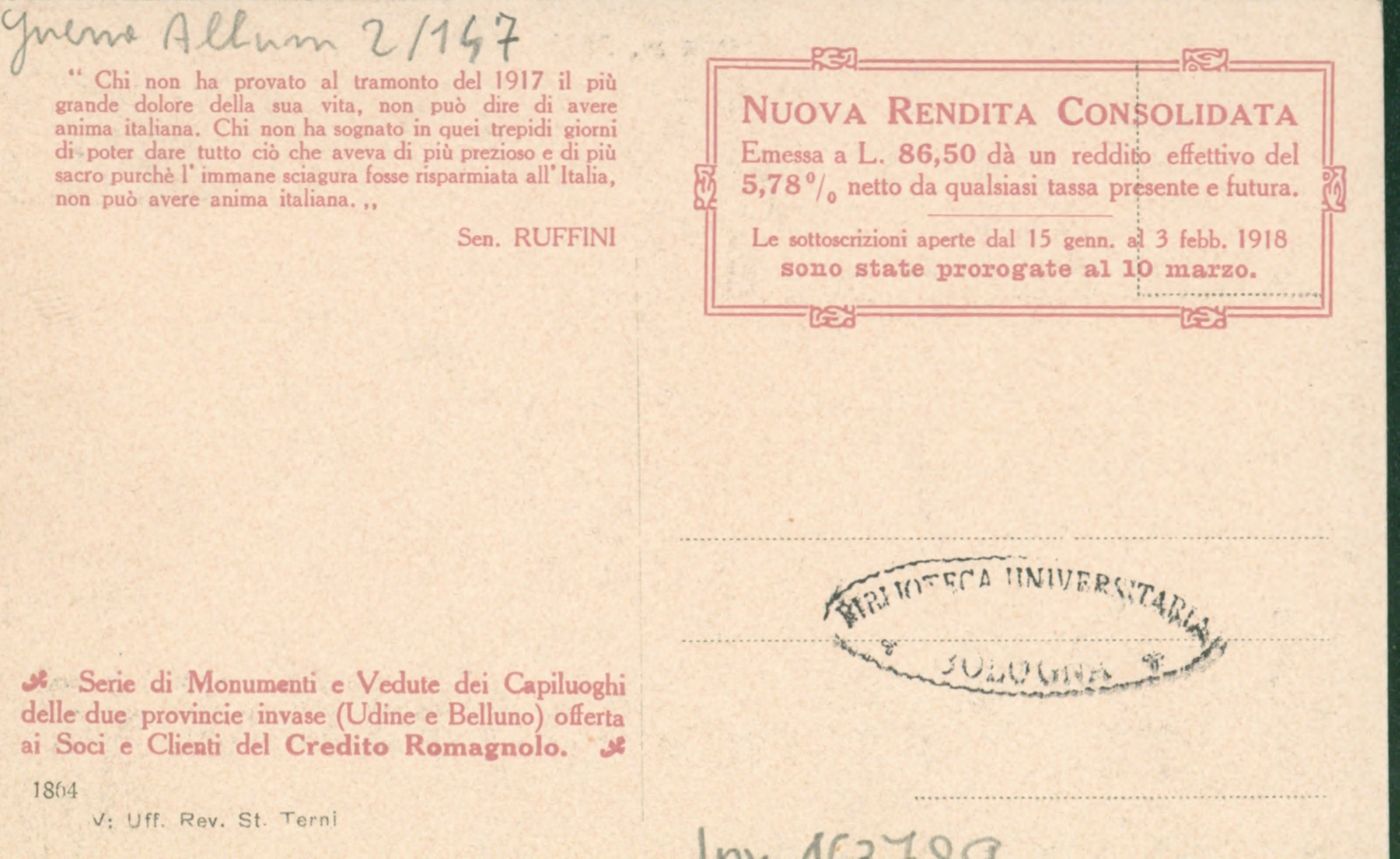 Guerra Album 2/147
“ Chi non ha provato al tramonto del 1917 il più
grande dolore della sua vita, non può dire di avere
anima italiana. Chi non ha sognato in quei trepidi giorni
di poter dare tutto ciò che aveva di più prezioso e di più
sacro purchè l' immane sciagura fosse risparmiata all' Italia,
non può avere anima italiana. „
Sen. RUFFINI
NUOVA RENDITA CONSOLIDATA
Emessa a L. 86,50 dà un reddito effettivo del
5,78 % netto da qualsiasi tassa presente e futura.
Le sottoscrizioni aperte dal 15 genn. al 3 febb. 1918
sono state prorogate al 10 marzo.
BIBLIOTECA UNIVERSITARIA
BOLOGNA
Serie di Monumenti e Vedute dei Capiluoghi
delle due provincie invase (Udine e Belluno) offerta
ai Soci e Clienti del Credito Romagnolo.
1864
V: Uff. Rev. St. Terni
Inv.